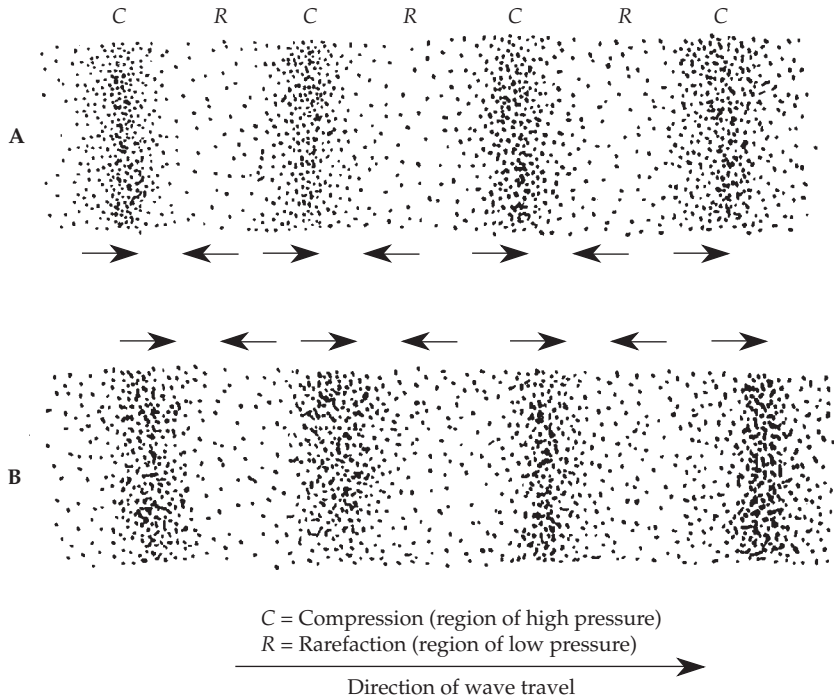 C R C R C R C
A
B
C = Compression (region of high pressure)
R = Rarefaction (region of low pressure)
Direction of wave travel